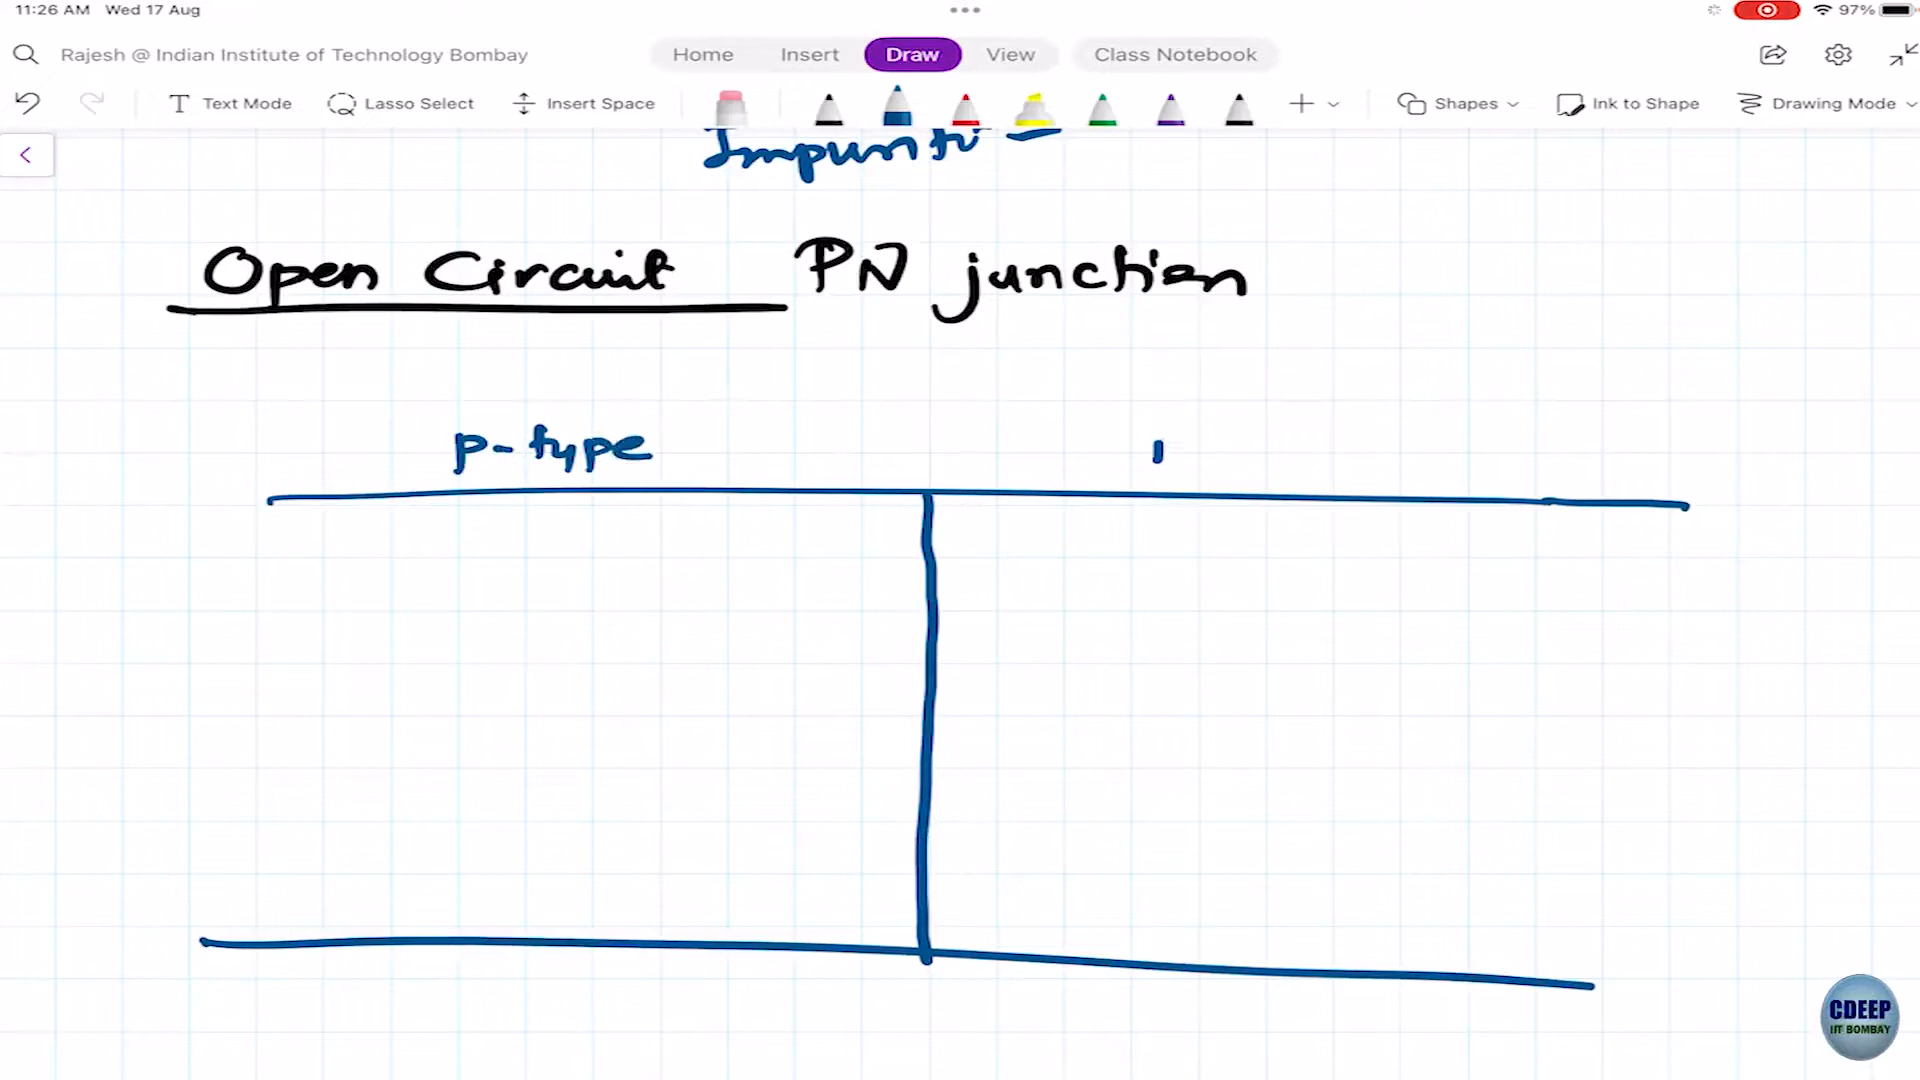 11:26 AM Wed 17 Aug
97%
Rajesh @ Indian Institute of Technology Bombay
Home Insert Draw View Class Notebook
Text Mode Lasso Select Insert Space Shapes Ink to Shape Drawing Mode
Open Circuit PN junction
p-type
CDEEP
IIT BOMBAY